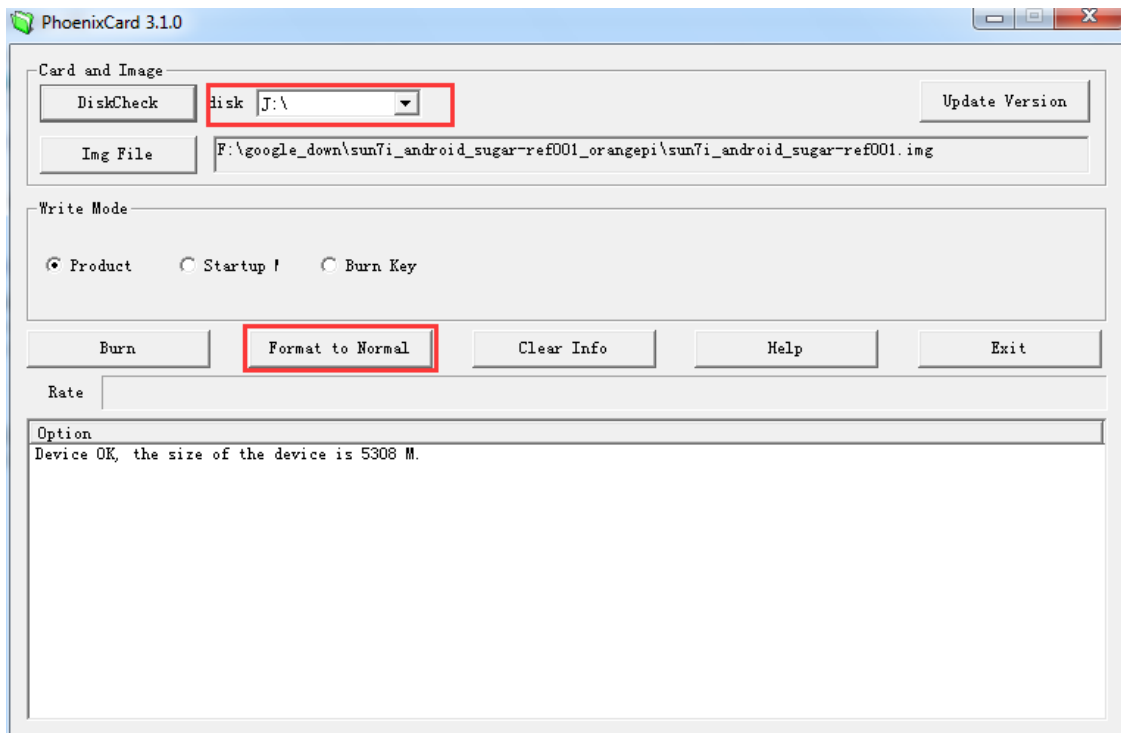 PhoenixCard 3.1.0
Card and Image
DiskCheck disk J:\ Update Version
Img File F:\google_down\sun7i_android_sugar-ref001_orangepi\sun7i_android_sugar-ref001.img
Write Mode
Product Startup Burn Key
Burn Format to Normal Clear Info Help Exit
Rate
Option
Device OK, the size of the device is 5308 M.